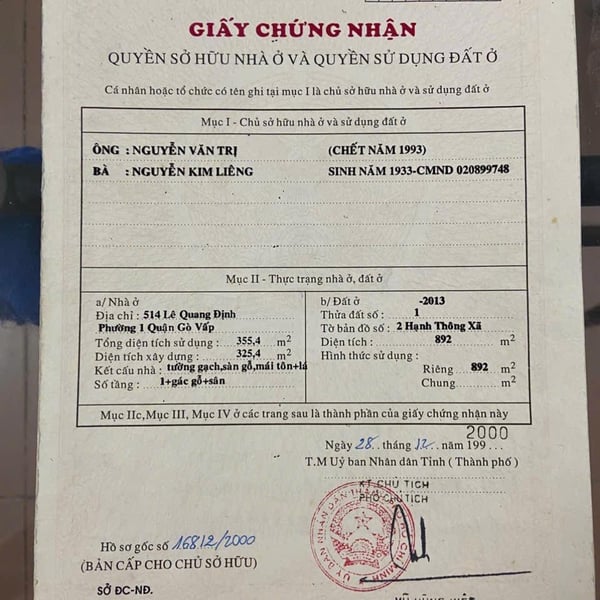 GIẤY CHỨNG NHẬN
QUYỀN SỞ HỮU NHÀ Ở VÀ QUYỀN SỬ DỤNG ĐẤT Ở
Cá nhân hoặc tổ chức có tên ghi tại mục I là chủ sở hữu nhà ở và sử dụng đất ở
Mục I - Chủ sở hữu nhà ở và sử dụng đất ở
ÔNG : NGUYỄN VĂN TRỊ (CHẾT NĂM 1993)
BÀ : NGUYỄN KIM LIÊNG SINH NĂM 1933-CMND 020899748
Mục II - Thực trạng nhà ở, đất ở
a/ Nhà ở
Địa chỉ : 514 Lê Quang Định
Phường 1 Quận Gò Vấp
Tổng diện tích sử dụng : 355,4 m2
Diện tích xây dựng : 325,4 m2
Kết cấu nhà : tường gạch,sàn gỗ,mái tôn+lá
Số tầng : 1+gác gỗ+sân
b/ Đất ở -2013
Thửa đất số : 1
Tờ bản đồ số : 2 Hạnh Thông Xã
Diện tích : 892 m2
Hình thức sử dụng :
Riêng : 892 m2
Chung m2
Mục IIc,Mục III, Mục IV ở các trang sau là thành phần của giấy chứng nhận này
2000
Ngày 28 tháng 12 năm 199
T.M Uỷ ban Nhân dân Tỉnh ( Thành phố )
KT CHỦ TỊCH
PHÓ CHỦ TỊCH
Hồ sơ gốc số 16812/2000
(BẢN CẤP CHO CHỦ SỞ HỮU)
SỞ ĐC-NĐ.